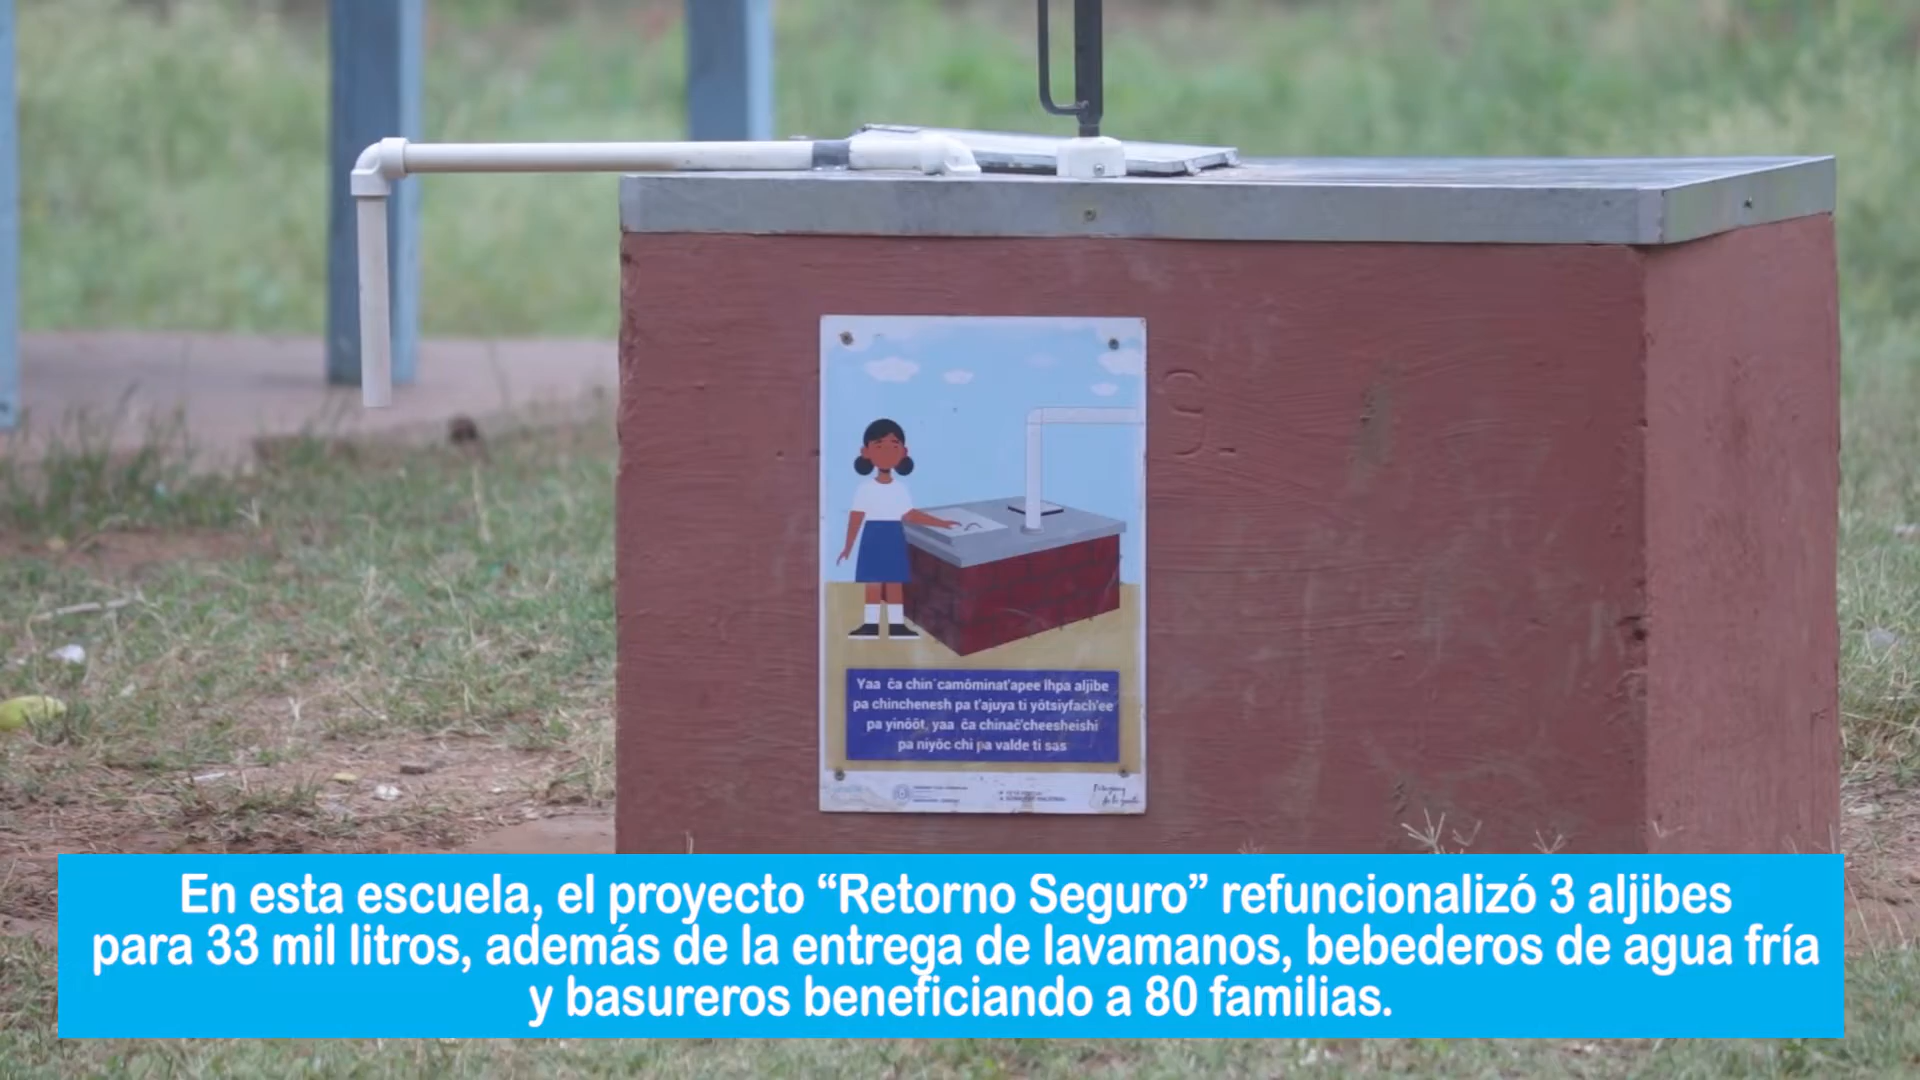 Yaa ĉa chin´camôminat'apee lhpa aljibe
pa chinchenesh pa t'ajuya ti yôtsiyfach'ee
pa yinôôt, yaa ĉa chinaĉ'cheesheishi
pa niyôc chi pa valde ti sas
En esta escuela, el proyecto “Retorno Seguro” refuncionalizó 3 aljibes
para 33 mil litros, además de la entrega de lavamanos, bebederos de agua fría
y basureros beneficiando a 80 familias.